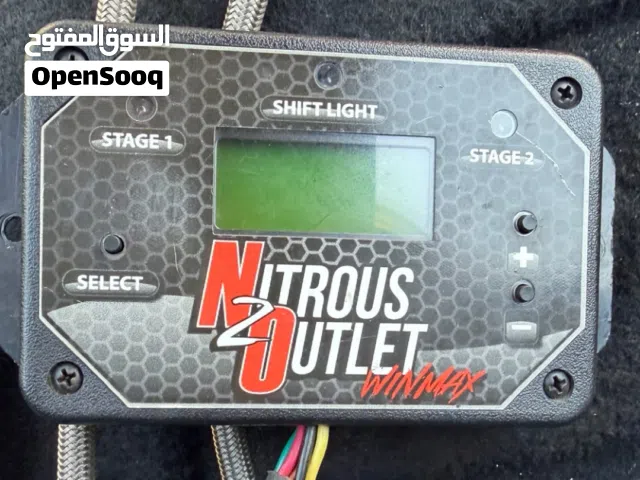 السوق المفتوح
OpenSooq
SHIFT LIGHT
STAGE 1
STAGE 2
SELECT
+
-
NITROUS
2
OUTLET
WINMAX